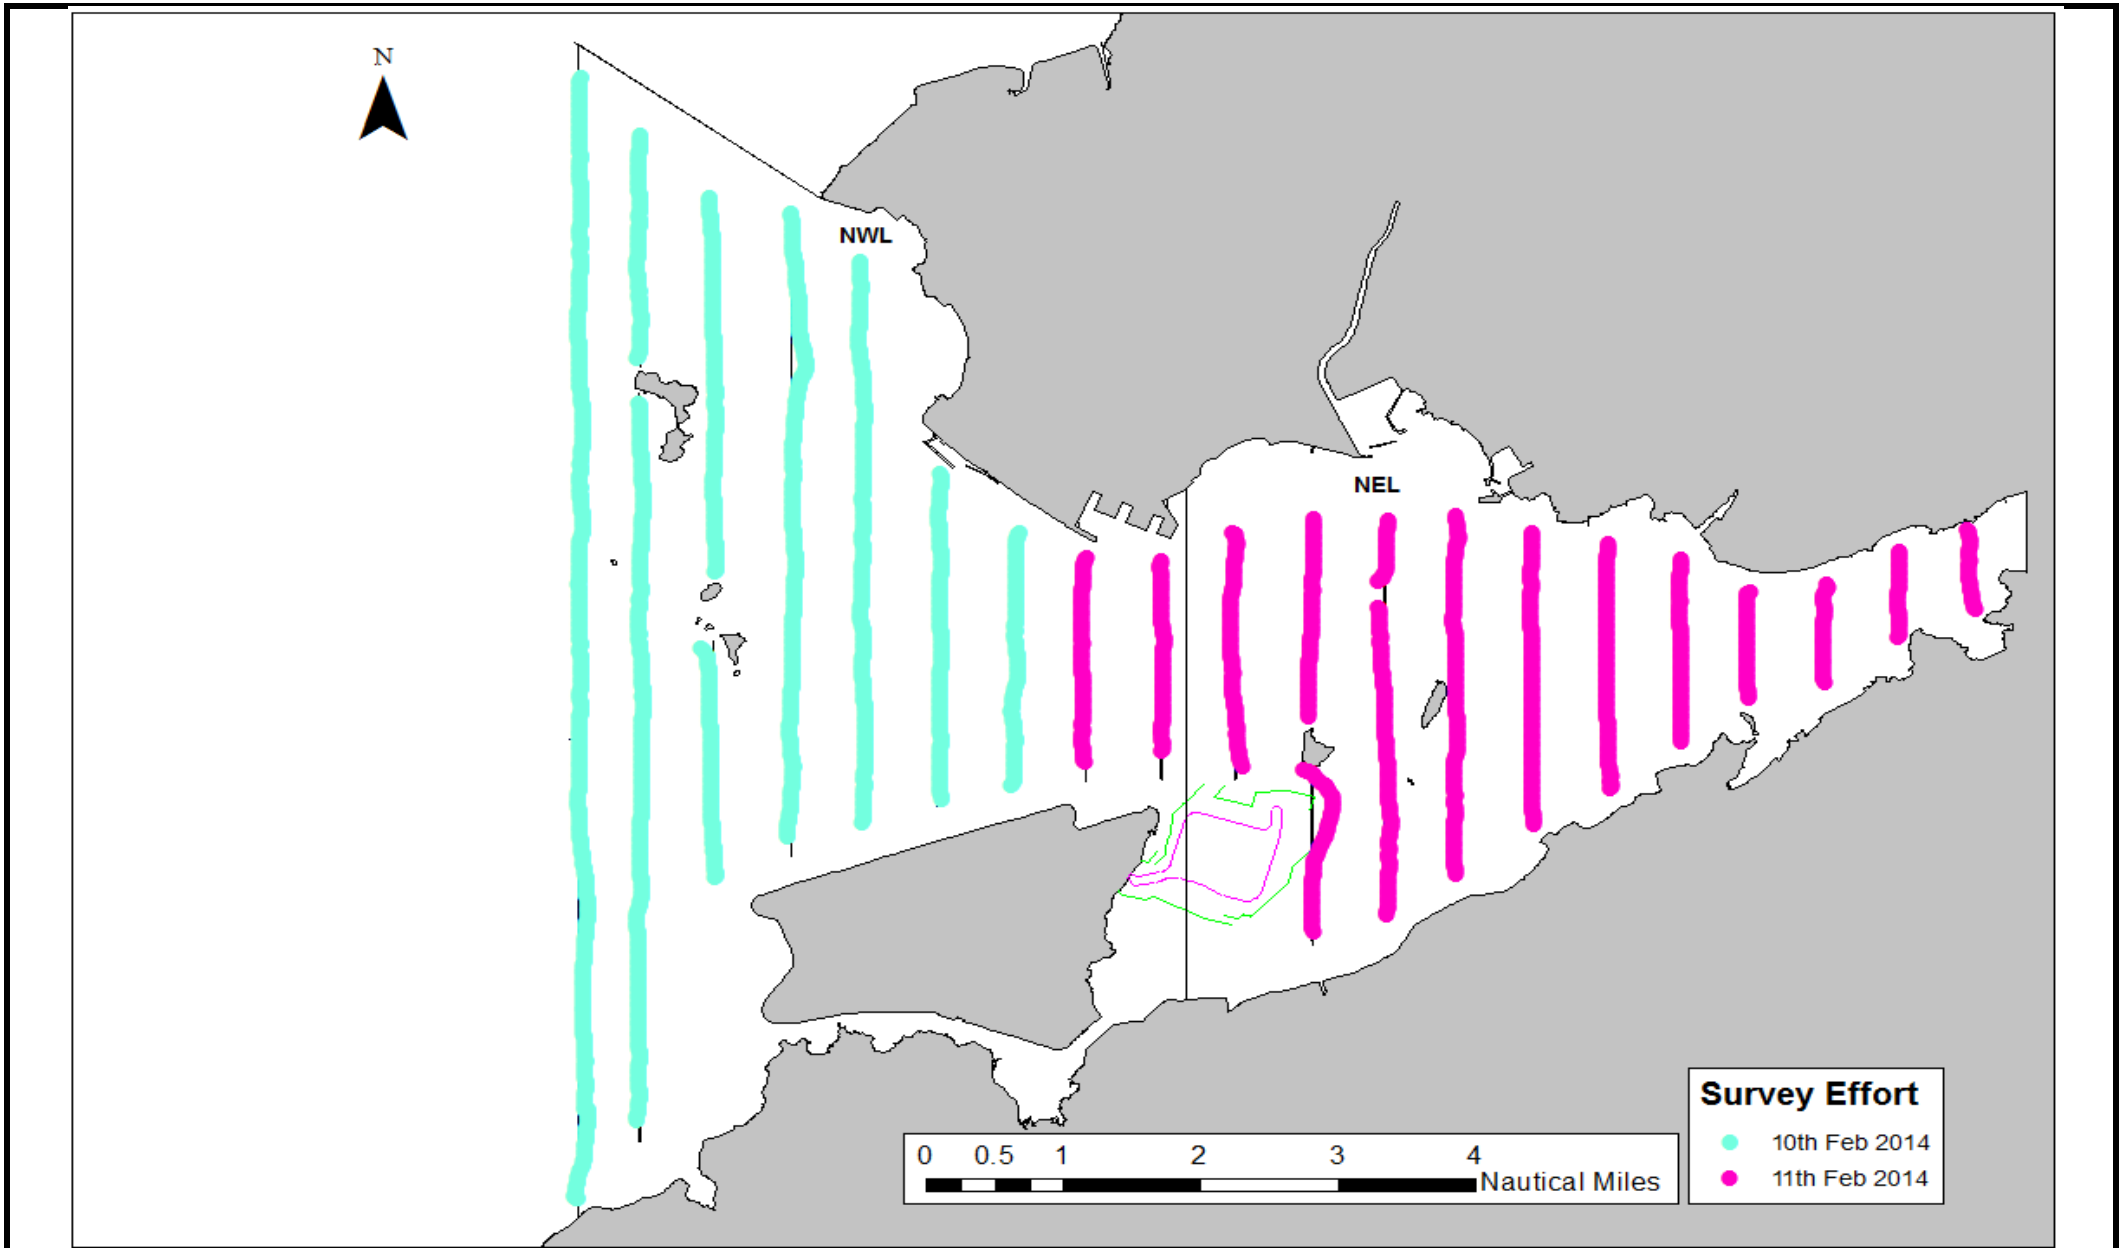 N
NWL
NEL
Survey Effort
10th Feb 2014
11th Feb 2014
0 0.5 1 2 3 4
Nautical Miles